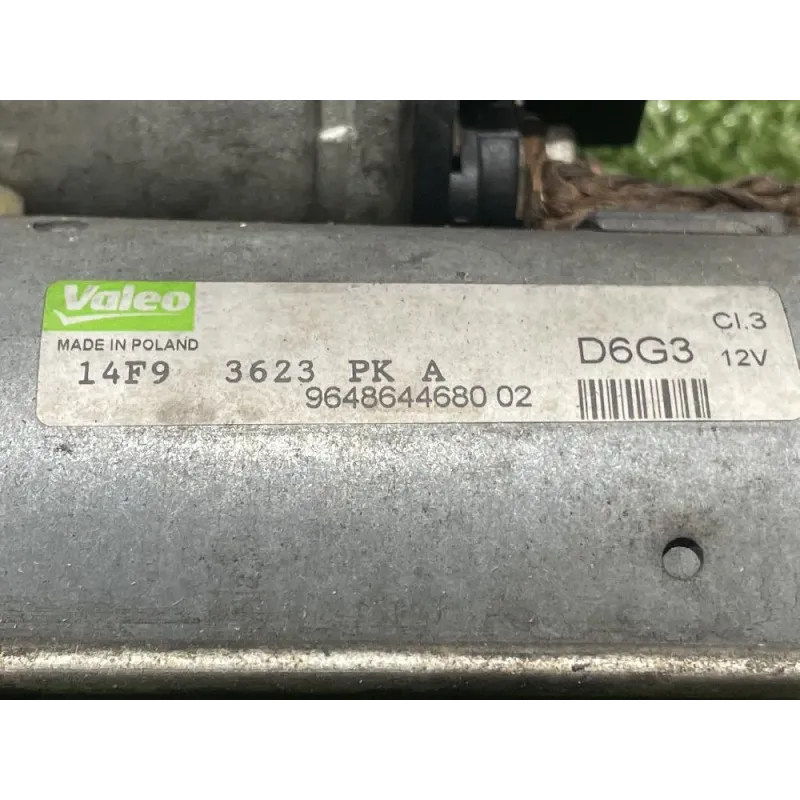 Valeo
MADE IN POLAND
14F9 3623 PK A
9648644680 02
D6G3
Cl.3
12V